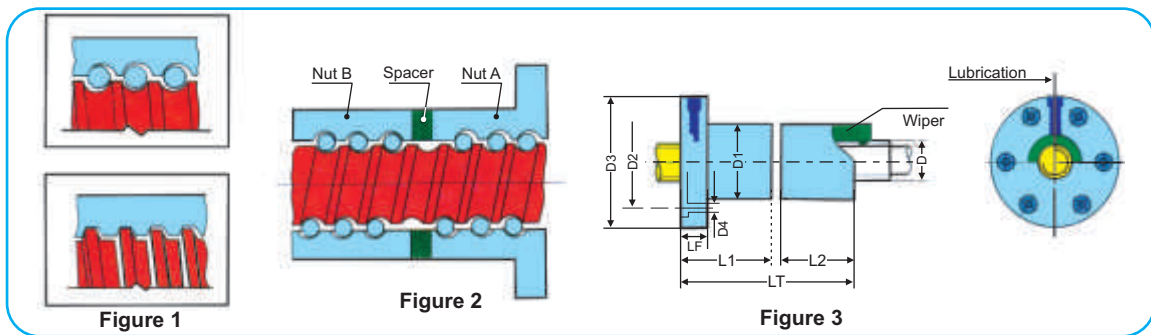 Nut B
Spacer
Nut A
Figure 1
Figure 2
D3
D2
D1
D4
D
LF
L1
L2
LT
Wiper
Lubrication
Figure 3